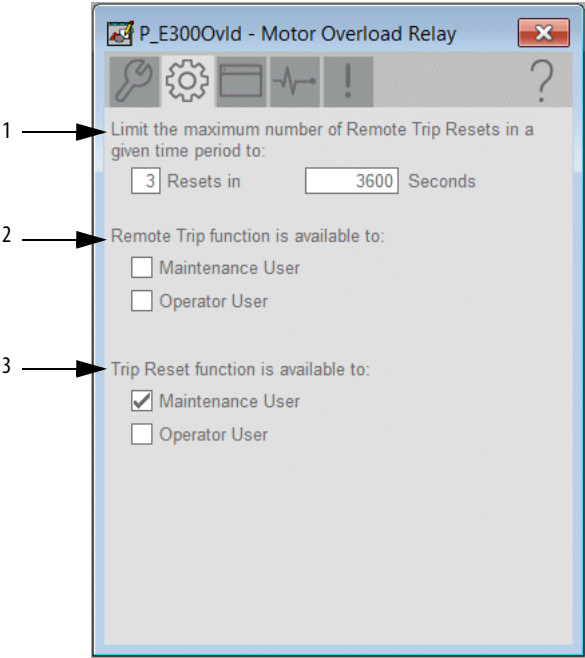 P_E300Ovld - Motor Overload Relay
1
Limit the maximum number of Remote Trip Resets in a
given time period to:
3 Resets in 3600 Seconds
2
Remote Trip function is available to:
Maintenance User
Operator User
3
Trip Reset function is available to:
Maintenance User
Operator User